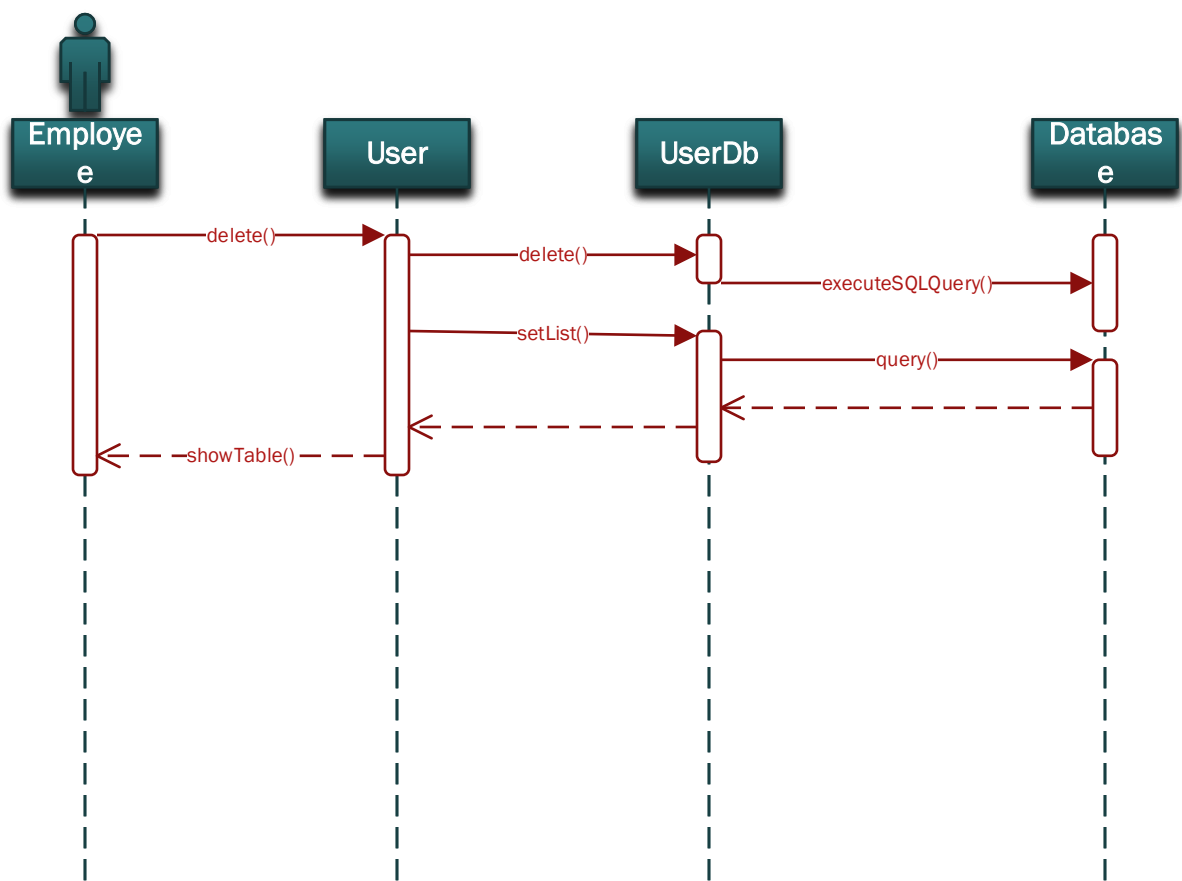 Employe
e
User
UserDb
Databas
e
delete()
delete()
executeSQLQuery()
setList()
query()
showTable()